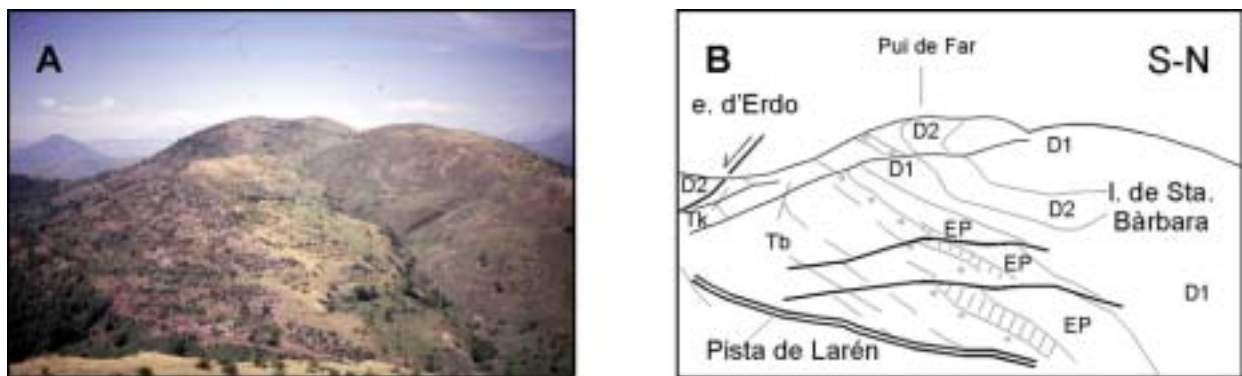 A
B
Pui de Far
S-N
e. d'Erdo
D2
D1
D1
D2
D2
l. de Sta.
Bàrbara
Tk
Tb
EP
EP
D1
EP
Pista de Larén